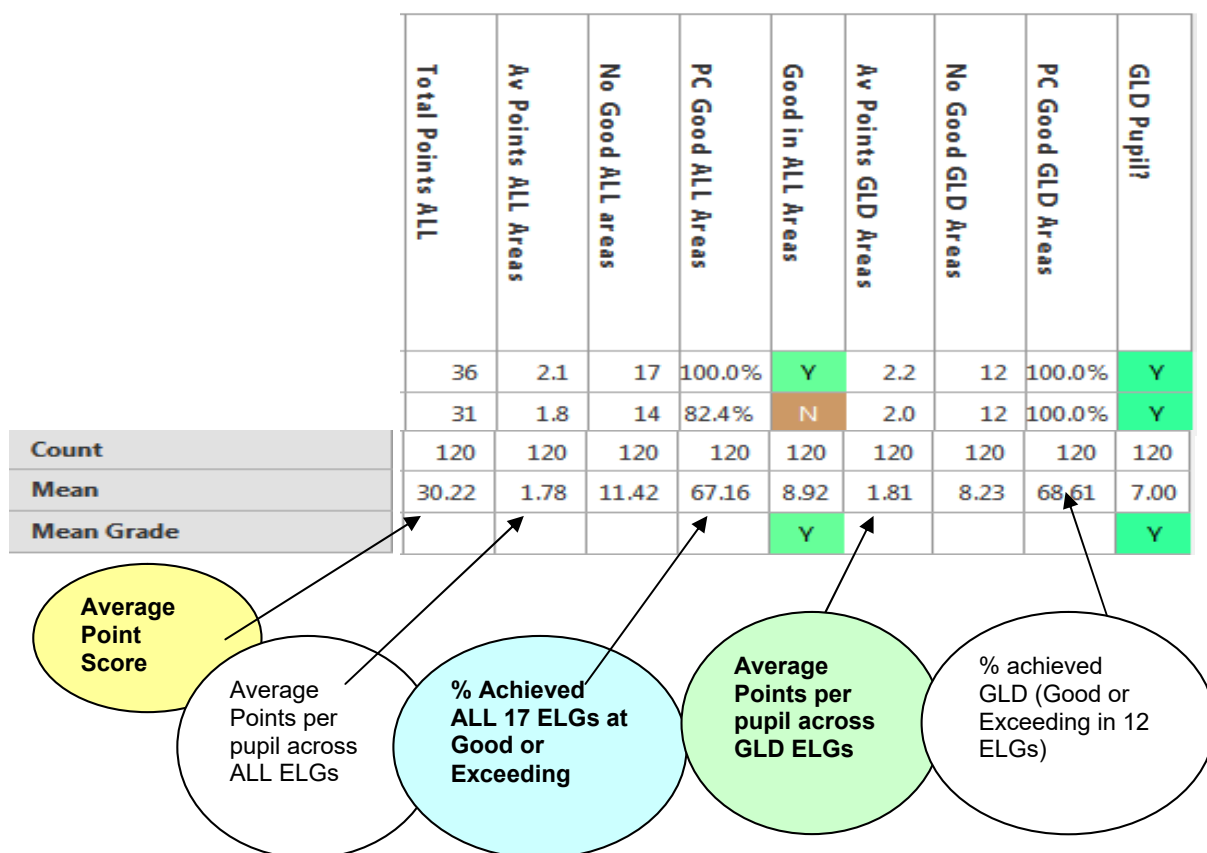 Total Points ALL
Av Points ALL Areas
No Good ALL areas
PC Good ALL Areas
Good in ALL Areas
Av Points GLD Areas
No Good GLD Areas
PC Good GLD Areas
GLD Pupil?
36 2.1 17 100.0% Y 2.2 12 100.0% Y
31 1.8 14 82.4% N 2.0 12 100.0% Y
Count 120 120 120 120 120 120 120 120 120
Mean 30.22 1.78 11.42 67.16 8.92 1.81 8.23 68.61 7.00
Mean Grade Y Y
Average
Point
Score
Average
Points per
pupil across
ALL ELGs
% Achieved
ALL 17 ELGs at
Good or
Exceeding
Average
Points per
pupil across
GLD ELGs
% achieved
GLD (Good or
Exceeding in 12
ELGs)